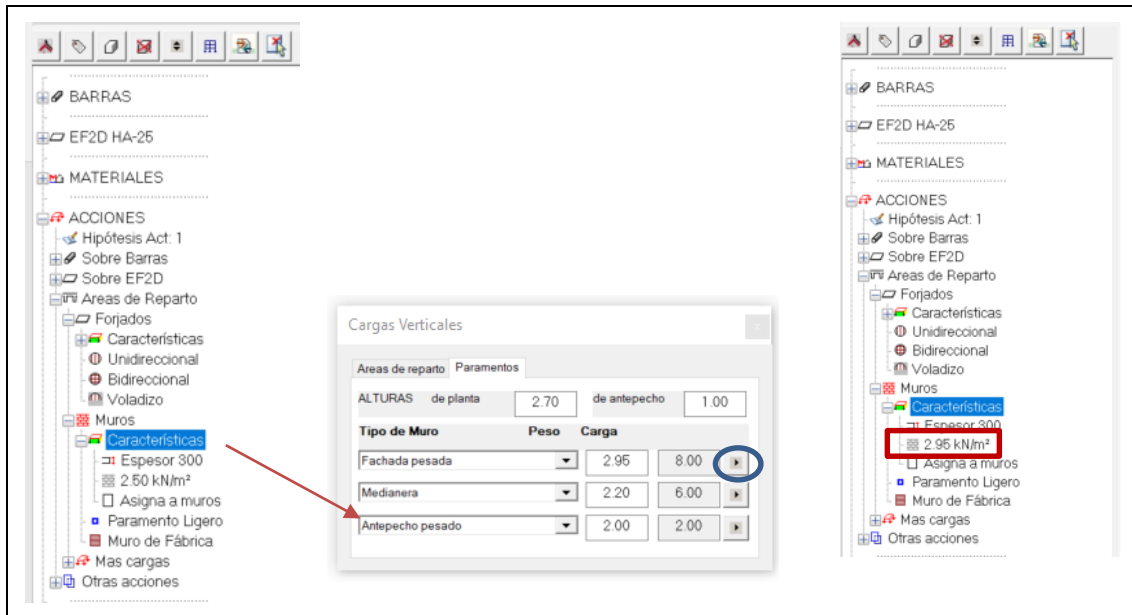 BARRAS
EF2D HA-25
MATERIALES
ACCIONES
Hipótesis Act: 1
Sobre Barras
Sobre EF2D
Areas de Reparto
Forjados
Características
Unidireccional
Bidireccional
Voladizo
Muros
Características
Espesor 300
2.50 kN/m²
Asigna a muros
Paramento Ligero
Muro de Fábrica
Mas cargas
Otras acciones
Cargas Verticales
x
Areas de reparto Paramentos
ALTURAS de planta 2.70 de antepecho 1.00
Tipo de Muro Peso Carga
Fachada pesada 2.95 8.00
Medianera 2.20 6.00
Antepecho pesado 2.00 2.00
BARRAS
EF2D HA-25
MATERIALES
ACCIONES
Hipótesis Act: 1
Sobre Barras
Sobre EF2D
Areas de Reparto
Forjados
Características
Unidireccional
Bidireccional
Voladizo
Muros
Características
Espesor 300
2.95 kN/m²
Asigna a muros
Paramento Ligero
Muro de Fábrica
Mas cargas
Otras acciones